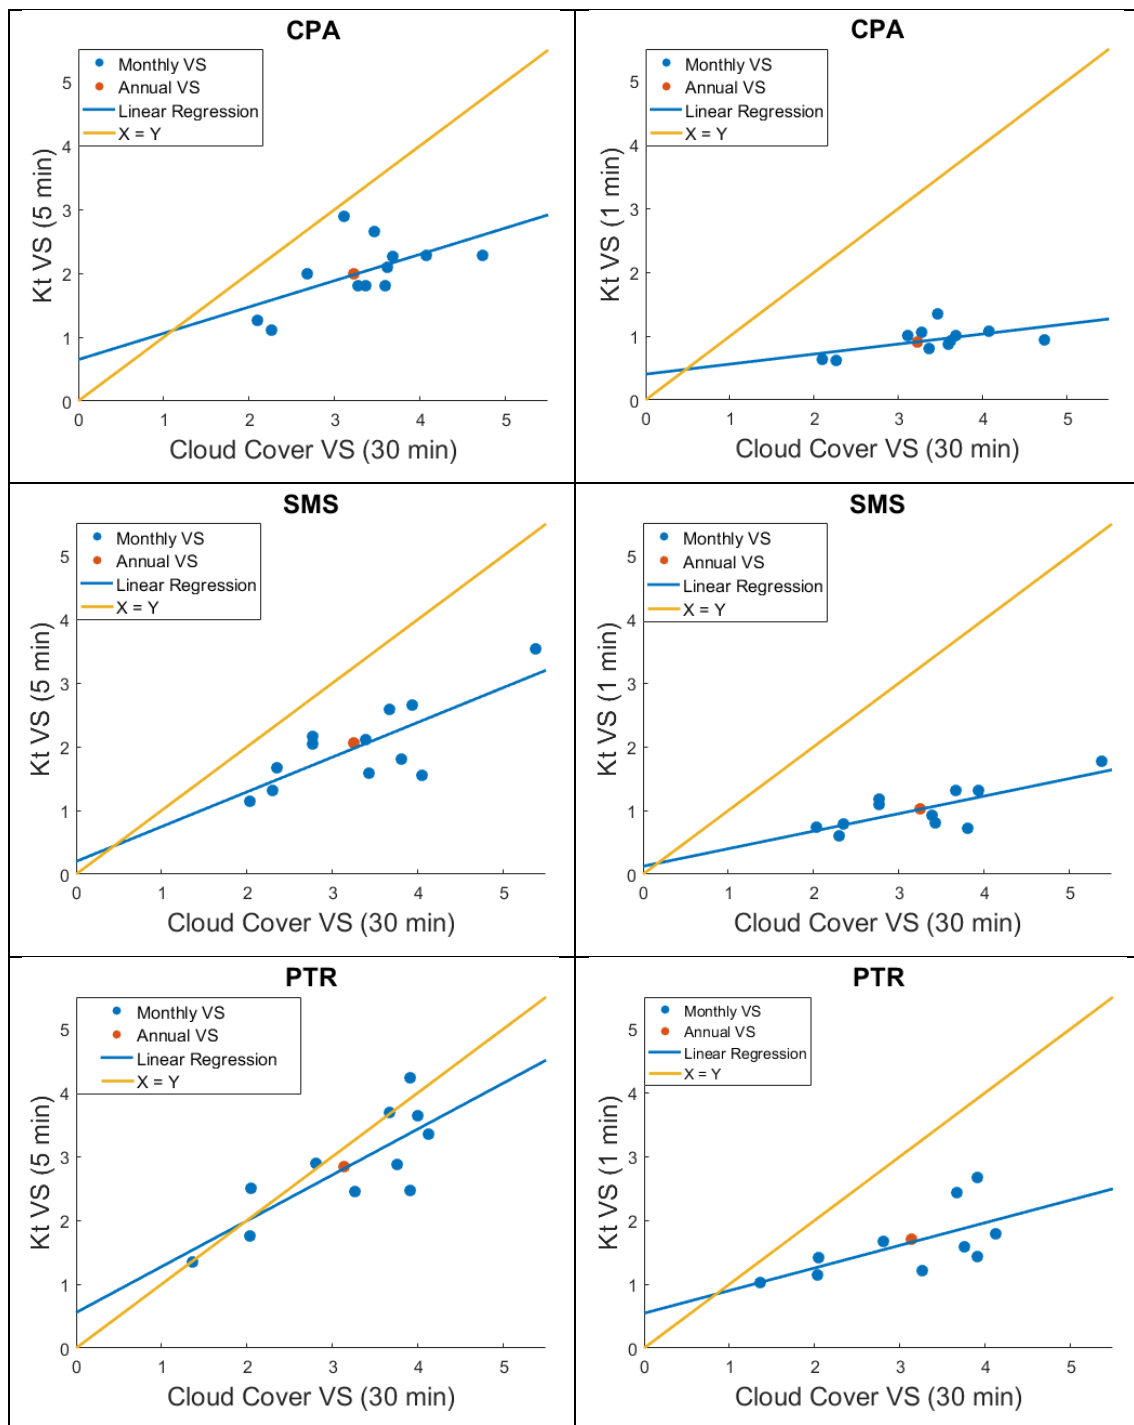 CPA
Monthly VS
Annual VS
Linear Regression
X = Y
Kt VS (5 min)
5
4
3
2
1
0
0 1 2 3 4 5
Cloud Cover VS (30 min)
CPA
Monthly VS
Annual VS
Linear Regression
X = Y
Kt VS (1 min)
5
4
3
2
1
0
0 1 2 3 4 5
Cloud Cover VS (30 min)
SMS
Monthly VS
Annual VS
Linear Regression
X = Y
Kt VS (5 min)
5
4
3
2
1
0
0 1 2 3 4 5
Cloud Cover VS (30 min)
SMS
Monthly VS
Annual VS
Linear Regression
X = Y
Kt VS (1 min)
5
4
3
2
1
0
0 1 2 3 4 5
Cloud Cover VS (30 min)
PTR
Monthly VS
Annual VS
Linear Regression
X = Y
Kt VS (5 min)
5
4
3
2
1
0
0 1 2 3 4 5
Cloud Cover VS (30 min)
PTR
Monthly VS
Annual VS
Linear Regression
X = Y
Kt VS (1 min)
5
4
3
2
1
0
0 1 2 3 4 5
Cloud Cover VS (30 min)